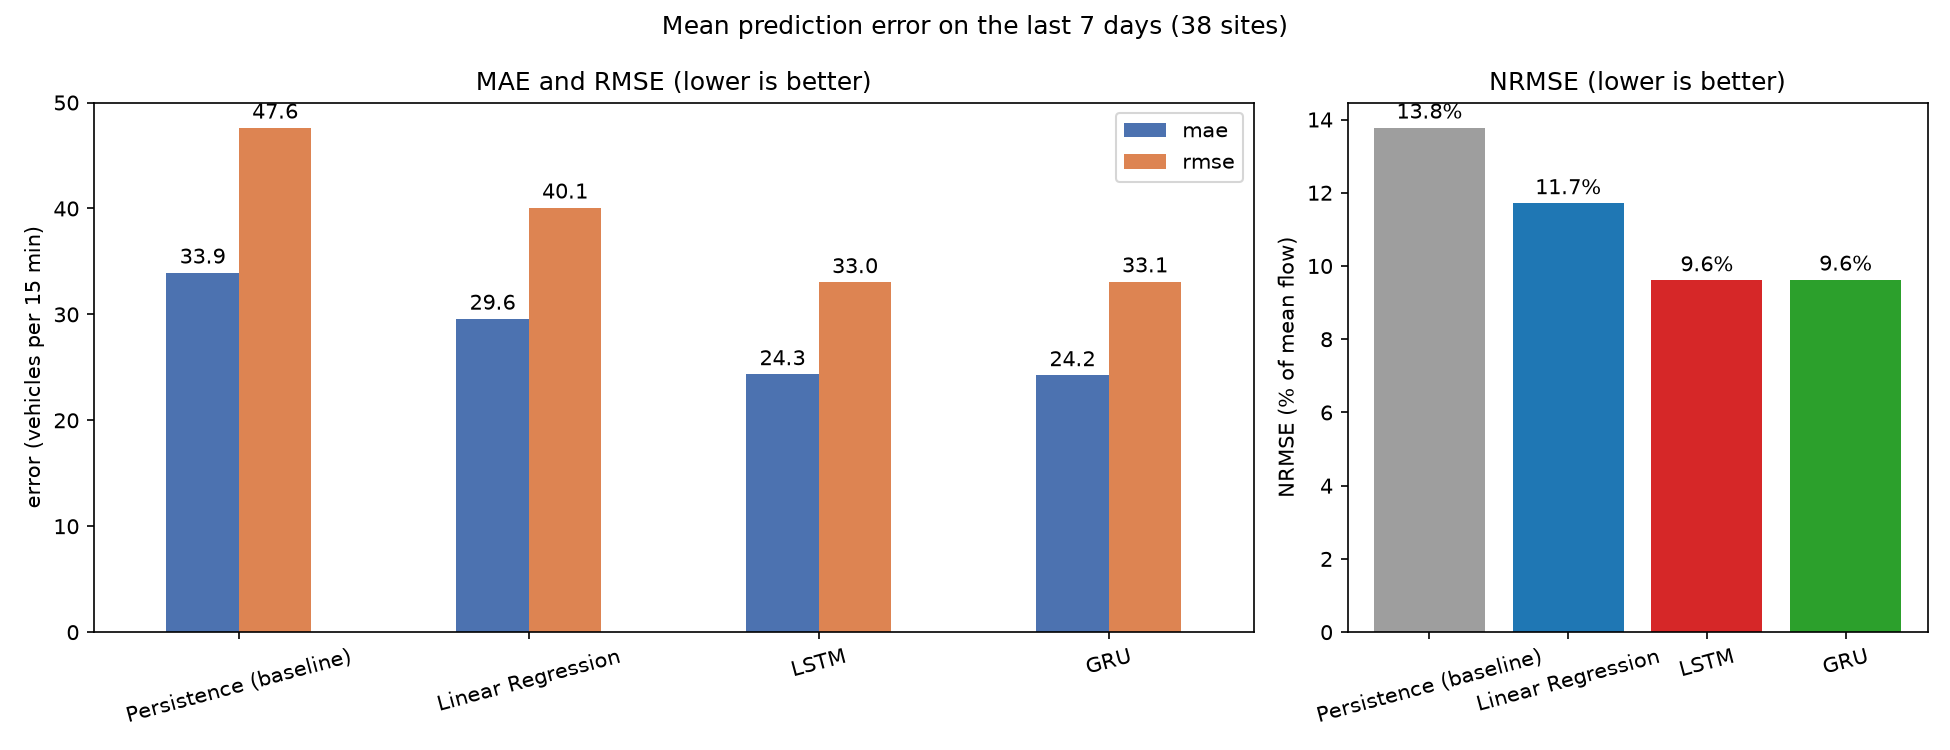 Mean prediction error on the last 7 days (38 sites)
MAE and RMSE (lower is better)
error (vehicles per 15 min)
50
40
30
20
10
0
47.6
33.9
40.1
29.6
33.0
24.3
33.1
24.2
mae
rmse
Persistence (baseline)
Linear Regression
LSTM
GRU
NRMSE (lower is better)
NRMSE (% of mean flow)
14
12
10
8
6
4
2
0
13.8%
11.7%
9.6%
9.6%
Persistence (baseline)
Linear Regression
LSTM
GRU